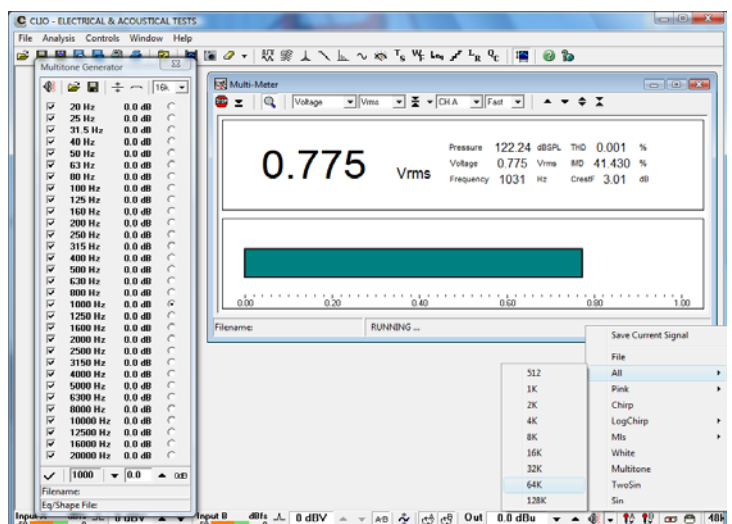 CLIO - ELECTRICAL & ACOUSTICAL TESTS
File Analysis Controls Window Help
Multitone Generator
16k
20 Hz 0.0 dB
25 Hz 0.0 dB
31.5 Hz 0.0 dB
40 Hz 0.0 dB
50 Hz 0.0 dB
63 Hz 0.0 dB
80 Hz 0.0 dB
100 Hz 0.0 dB
125 Hz 0.0 dB
160 Hz 0.0 dB
200 Hz 0.0 dB
250 Hz 0.0 dB
315 Hz 0.0 dB
400 Hz 0.0 dB
500 Hz 0.0 dB
630 Hz 0.0 dB
800 Hz 0.0 dB
1000 Hz 0.0 dB
1250 Hz 0.0 dB
1600 Hz 0.0 dB
2000 Hz 0.0 dB
2500 Hz 0.0 dB
3150 Hz 0.0 dB
4000 Hz 0.0 dB
5000 Hz 0.0 dB
6300 Hz 0.0 dB
8000 Hz 0.0 dB
10000 Hz 0.0 dB
12500 Hz 0.0 dB
16000 Hz 0.0 dB
20000 Hz 0.0 dB
1000 0.0 0dB
Filename:
Eq/Shape File:
Multi-Meter
Voltage Vrms CH A Fast
0.775 Vrms
Pressure 122.24 dBSPL THD 0.001 %
Voltage 0.775 Vrms IMD 41.430 %
Frequency 1031 Hz CrestF 3.01 dB
0.00 0.20 0.40 0.60 0.80 1.00
Filename: RUNNING ...
512
1K
2K
4K
8K
16K
32K
64K
128K
Save Current Signal
File
All
Pink
Chirp
LogChirp
Mls
White
Multitone
TwoSin
Sin
Input B dBfs 0 dBV A+B Out 0.0 dBu 48k